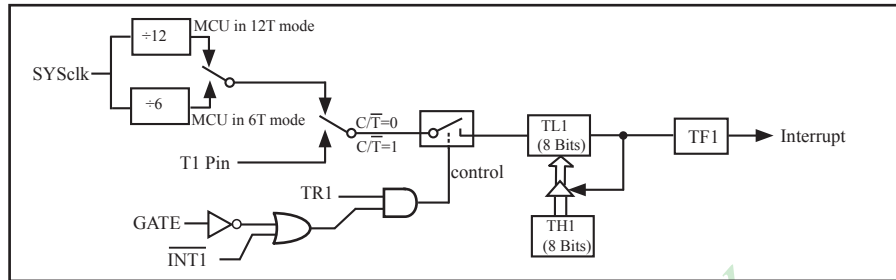 ÷12
MCU in 12T mode
SYSclk
÷6
MCU in 6T mode
C/T̅=0
C/T̅=1
T1 Pin
control
TL1
(8 Bits)
TF1
Interrupt
TR1
GATE
I̅N̅T̅1̅
TH1
(8 Bits)